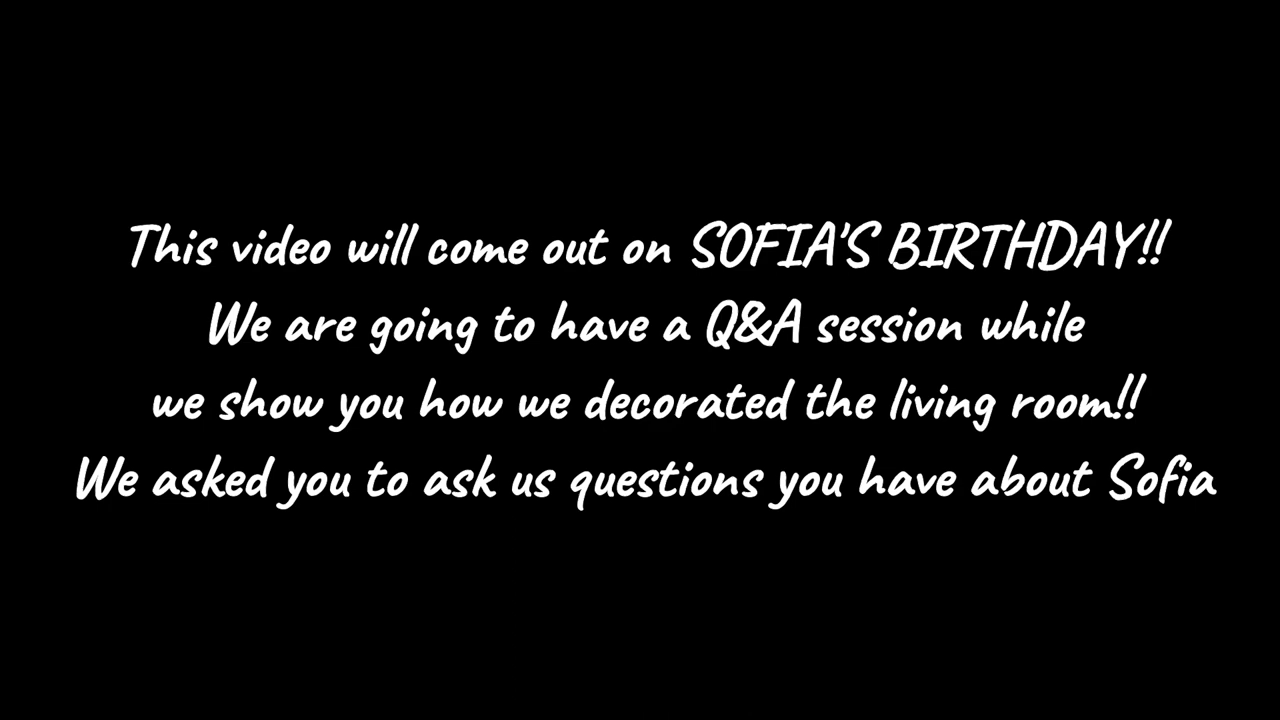 This video will come out on SOFIA'S BIRTHDAY!!
We are going to have a Q&A session while
we show you how we decorated the living room!!
We asked you to ask us questions you have about Sofia